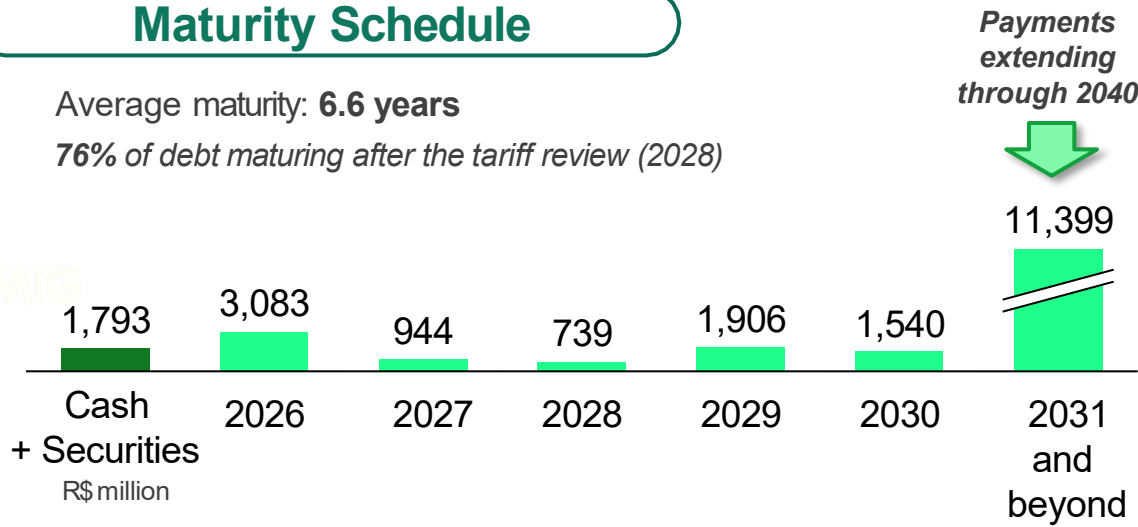 Maturity Schedule
Payments
extending
through 2040
Average maturity: 6.6 years
76% of debt maturing after the tariff review (2028)
11,399
1,793
3,083
944
739
1,906
1,540
Cash
+ Securities
R$ million
2026
2027
2028
2029
2030
2031
and
beyond